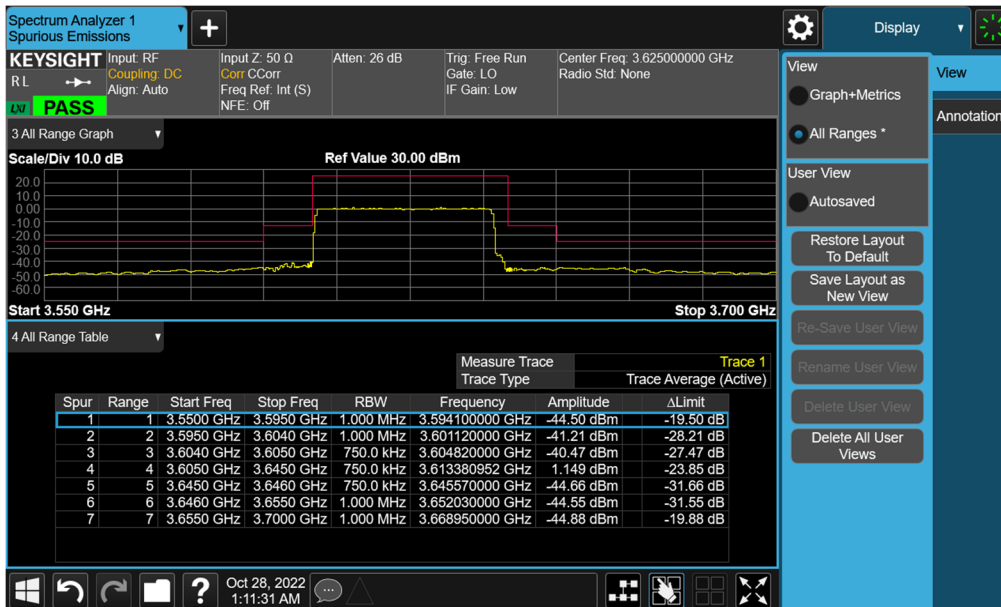 Spectrum Analyzer 1
Spurious Emissions
+
Display
KEYSIGHT
R L
LXI
PASS
Input: RF
Coupling: DC
Align: Auto
Input Z: 50 Ω
Corr CCorr
Freq Ref: Int (S)
NFE: Off
Atten: 26 dB
Trig: Free Run
Gate: LO
IF Gain: Low
Center Freq: 3.625000000 GHz
Radio Std: None
3 All Range Graph
Scale/Div 10.0 dB
Ref Value 30.00 dBm
20.0
10.0
0.00
-10.0
-20.0
-30.0
-40.0
-50.0
-60.0
Start 3.550 GHz
Stop 3.700 GHz
4 All Range Table
Measure Trace Trace 1
Trace Type Trace Average (Active)
Spur Range Start Freq Stop Freq RBW Frequency Amplitude ΔLimit
1 1 3.5500 GHz 3.5950 GHz 1.000 MHz 3.594100000 GHz -44.50 dBm -19.50 dB
2 2 3.5950 GHz 3.6040 GHz 1.000 MHz 3.601120000 GHz -41.21 dBm -28.21 dB
3 3 3.6040 GHz 3.6050 GHz 750.0 kHz 3.604820000 GHz -40.47 dBm -27.47 dB
4 4 3.6050 GHz 3.6450 GHz 750.0 kHz 3.613380952 GHz 1.149 dBm -23.85 dB
5 5 3.6450 GHz 3.6460 GHz 750.0 kHz 3.645570000 GHz -44.66 dBm -31.66 dB
6 6 3.6460 GHz 3.6550 GHz 1.000 MHz 3.652030000 GHz -44.55 dBm -31.55 dB
7 7 3.6550 GHz 3.7000 GHz 1.000 MHz 3.668950000 GHz -44.88 dBm -19.88 dB
View
Graph+Metrics
All Ranges *
User View
Autosaved
Restore Layout
To Default
Save Layout as
New View
Re-Save User View
Rename User View
Delete User View
Delete All User
Views
View
Annotation
?
Oct 28, 2022
1:11:31 AM